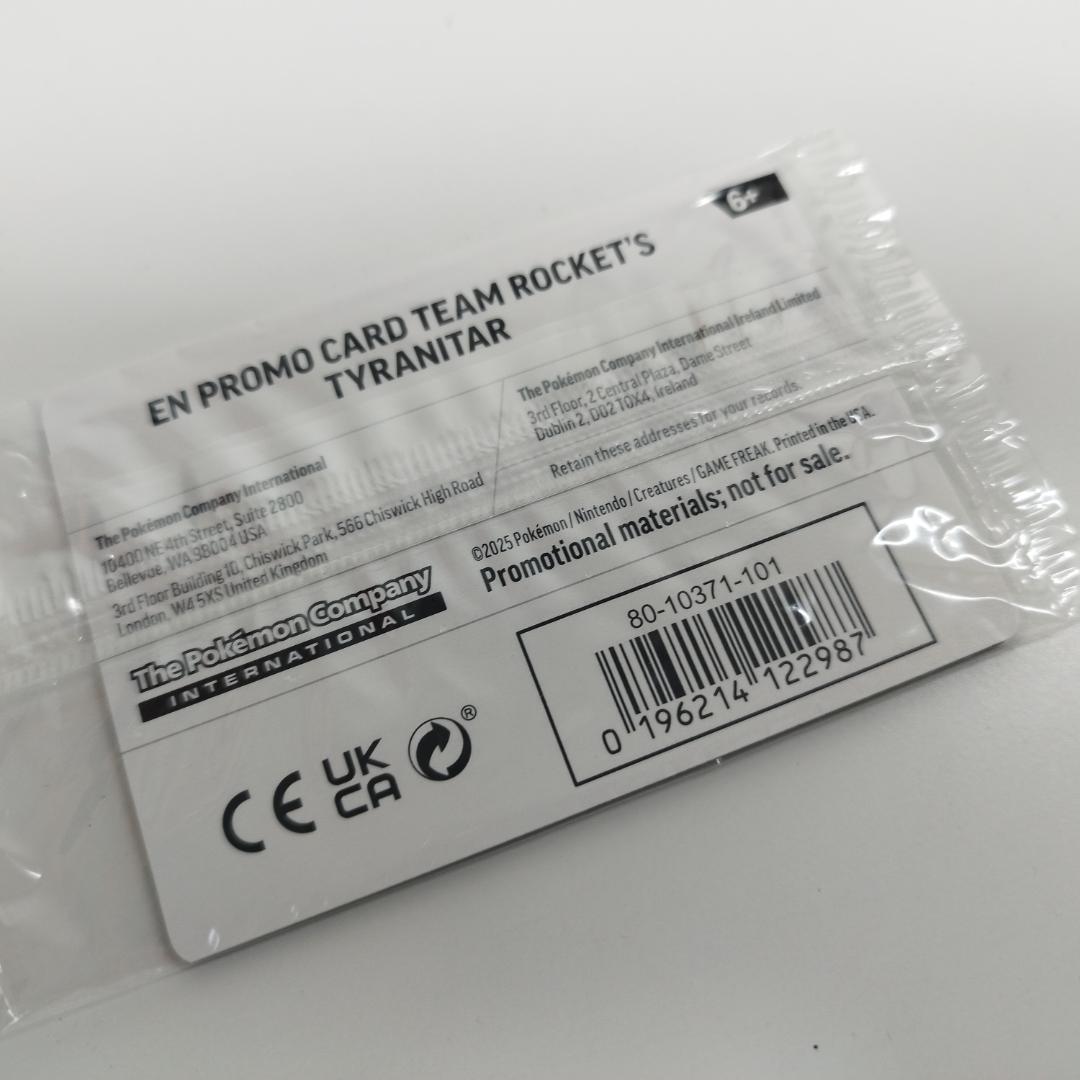 6+
EN PROMO CARD TEAM ROCKET'S
TYRANITAR
The Pokémon Company International
10400 NE 4th Street, Suite 2800
Bellevue, WA 98004 USA
3rd Floor Building 10, Chiswick Park, 566 Chiswick High Road
London, W4 5XS United Kingdom
The Pokémon Company International Ireland Limited
3rd Floor, 2 Central Plaza, Dame Street
Dublin 2, D02 T0X4, Ireland
Retain these addresses for your records.
©2025 Pokémon / Nintendo / Creatures / GAME FREAK. Printed in the USA.
Promotional materials; not for sale.
The Pokémon Company
INTERNATIONAL
80-10371-101
0 196214 122987
CE
UK
CA
®